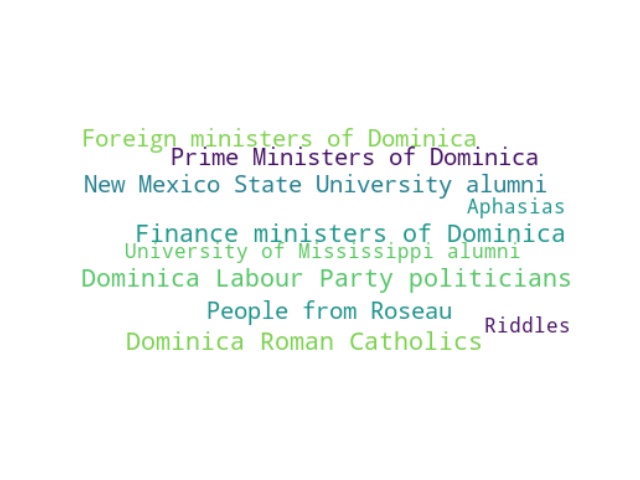 Foreign ministers of Dominica
Prime Ministers of Dominica
New Mexico State University alumni
Aphasias
Finance ministers of Dominica
University of Mississippi alumni
Dominica Labour Party politicians
People from Roseau
Riddles
Dominica Roman Catholics